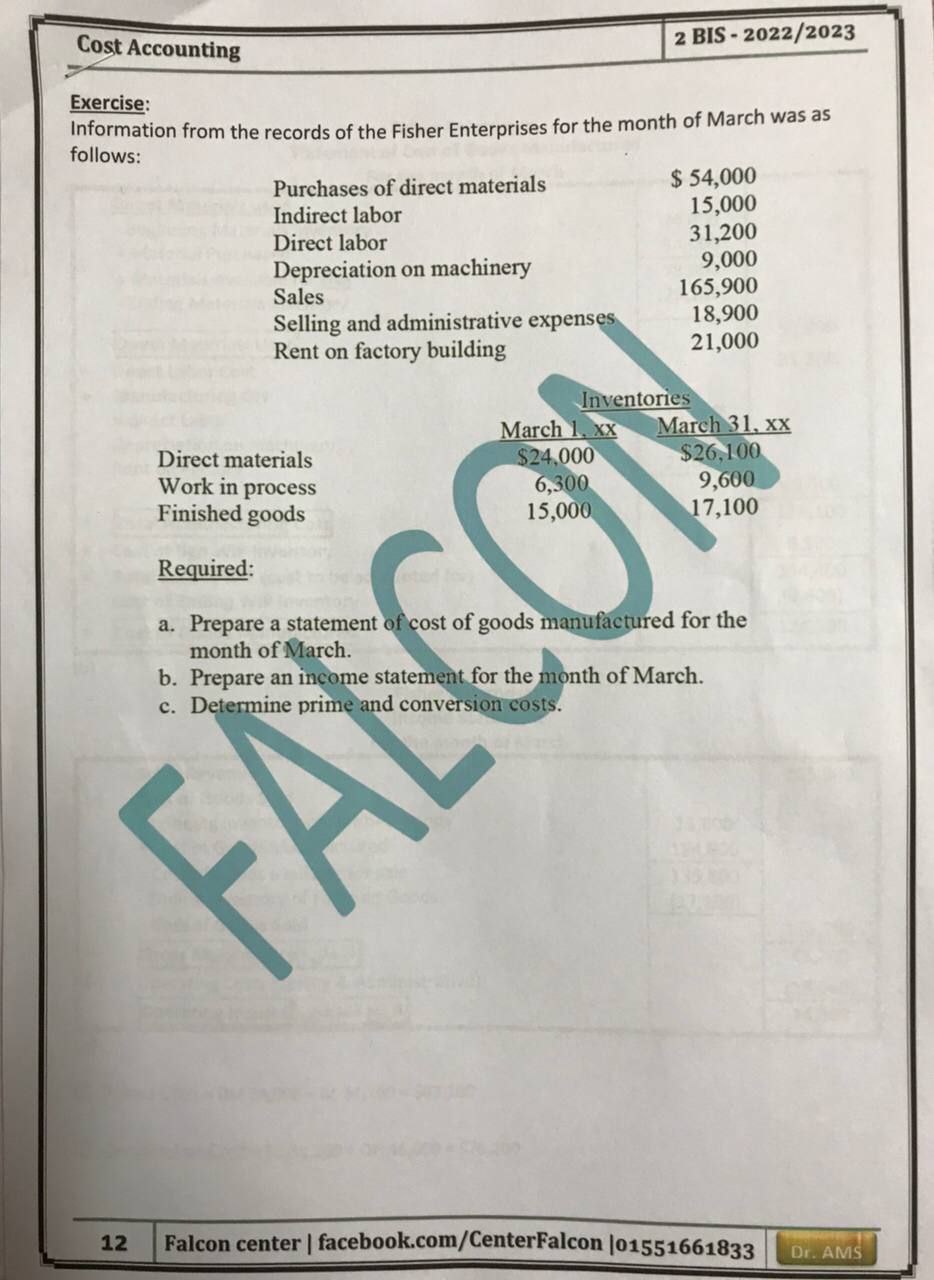 Cost Accounting
2 BIS - 2022/2023
Exercise:
Information from the records of the Fisher Enterprises for the month of March was as
follows:
Purchases of direct materials $ 54,000
Indirect labor 15,000
Direct labor 31,200
Depreciation on machinery 9,000
Sales 165,900
Selling and administrative expenses 18,900
Rent on factory building 21,000
Inventories
March 1, xx March 31, xx
Direct materials $24,000 $26,100
Work in process 6,300 9,600
Finished goods 15,000 17,100
Required:
a. Prepare a statement of cost of goods manufactured for the
month of March.
b. Prepare an income statement for the month of March.
c. Determine prime and conversion costs.
FALCON
12 Falcon center | facebook.com/CenterFalcon |01551661833 Dr. AMS